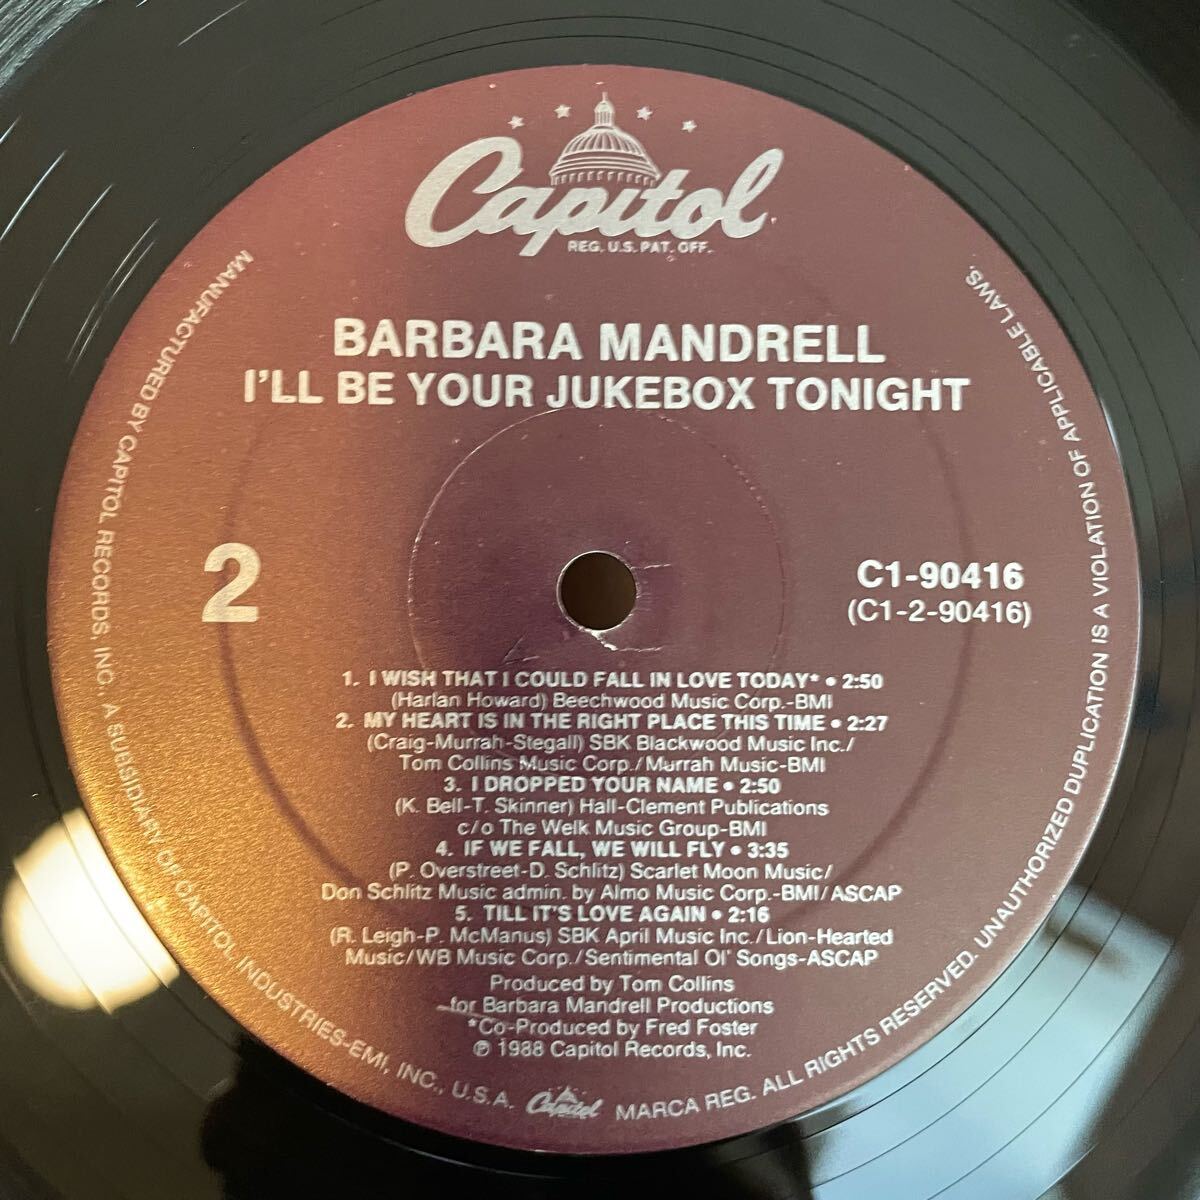 Capitol
REG. U.S. PAT. OFF.
BARBARA MANDRELL
I'LL BE YOUR JUKEBOX TONIGHT
2
C1-90416
(C1-2-90416)
1. I WISH THAT I COULD FALL IN LOVE TODAY* • 2:50
(Harlan Howard) Beechwood Music Corp.-BMI
2. MY HEART IS IN THE RIGHT PLACE THIS TIME • 2:27
(Craig-Murrah-Stegall) SBK Blackwood Music Inc./
Tom Collins Music Corp./Murrah Music-BMI
3. I DROPPED YOUR NAME • 2:50
(K. Bell-T. Skinner) Hall-Clement Publications
c/o The Welk Music Group-BMI
4. IF WE FALL, WE WILL FLY • 3:35
(P. Overstreet-D. Schlitz) Scarlet Moon Music/
Don Schlitz Music admin. by Almo Music Corp.-BMI/ASCAP
5. TILL IT'S LOVE AGAIN • 2:16
(R. Leigh-P. McManus) SBK April Music Inc./Lion-Hearted
Music/WB Music Corp./Sentimental Ol' Songs-ASCAP
Produced by Tom Collins
for Barbara Mandrell Productions
*Co-Produced by Fred Foster
℗ 1988 Capitol Records, Inc.
MANUFACTURED BY CAPITOL RECORDS, INC., A SUBSIDIARY OF CAPITOL INDUSTRIES-EMI, INC., U.S.A. Capitol MARCA REG. ALL RIGHTS RESERVED. UNAUTHORIZED DUPLICATION IS A VIOLATION OF APPLICABLE LAWS.